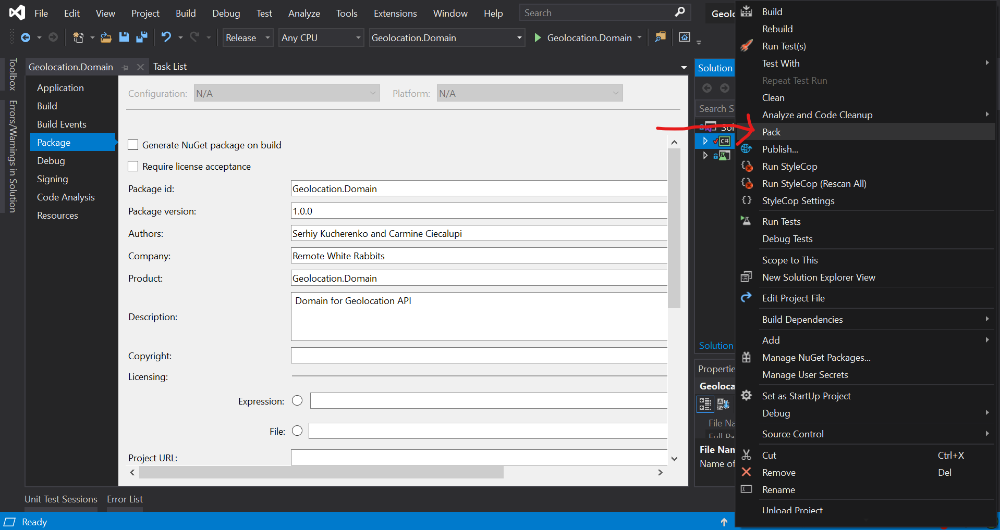 File Edit View Project Build Debug Test Analyze Tools Extensions Window Help Search Geolo
Release Any CPU Geolocation.Domain Geolocation.Domain
Toolbox
Errors/Warnings in Solution
Geolocation.Domain Task List
Application
Build
Build Events
Package
Debug
Signing
Code Analysis
Resources
Configuration: N/A Platform: N/A
Generate NuGet package on build
Require license acceptance
Package id: Geolocation.Domain
Package version: 1.0.0
Authors: Serhiy Kucherenko and Carmine Ciecalupi
Company: Remote White Rabbits
Product: Geolocation.Domain
Description: Domain for Geolocation API
Copyright:
Licensing:
Expression:
File:
Project URL:
Solution
Search S
Sol
C#
Solution
Propertie
Geoloca
File Na
Full Pa
File Nam
Name of
Build
Rebuild
Run Test(s)
Test With
Repeat Test Run
Clean
Analyze and Code Cleanup
Pack
Publish...
Run StyleCop
Run StyleCop (Rescan All)
StyleCop Settings
Run Tests
Debug Tests
Scope to This
New Solution Explorer View
Edit Project File
Build Dependencies
Add
Manage NuGet Packages...
Manage User Secrets
Set as StartUp Project
Debug
Source Control
Cut Ctrl+X
Remove Del
Rename
Unload Project
Unit Test Sessions Error List
Ready